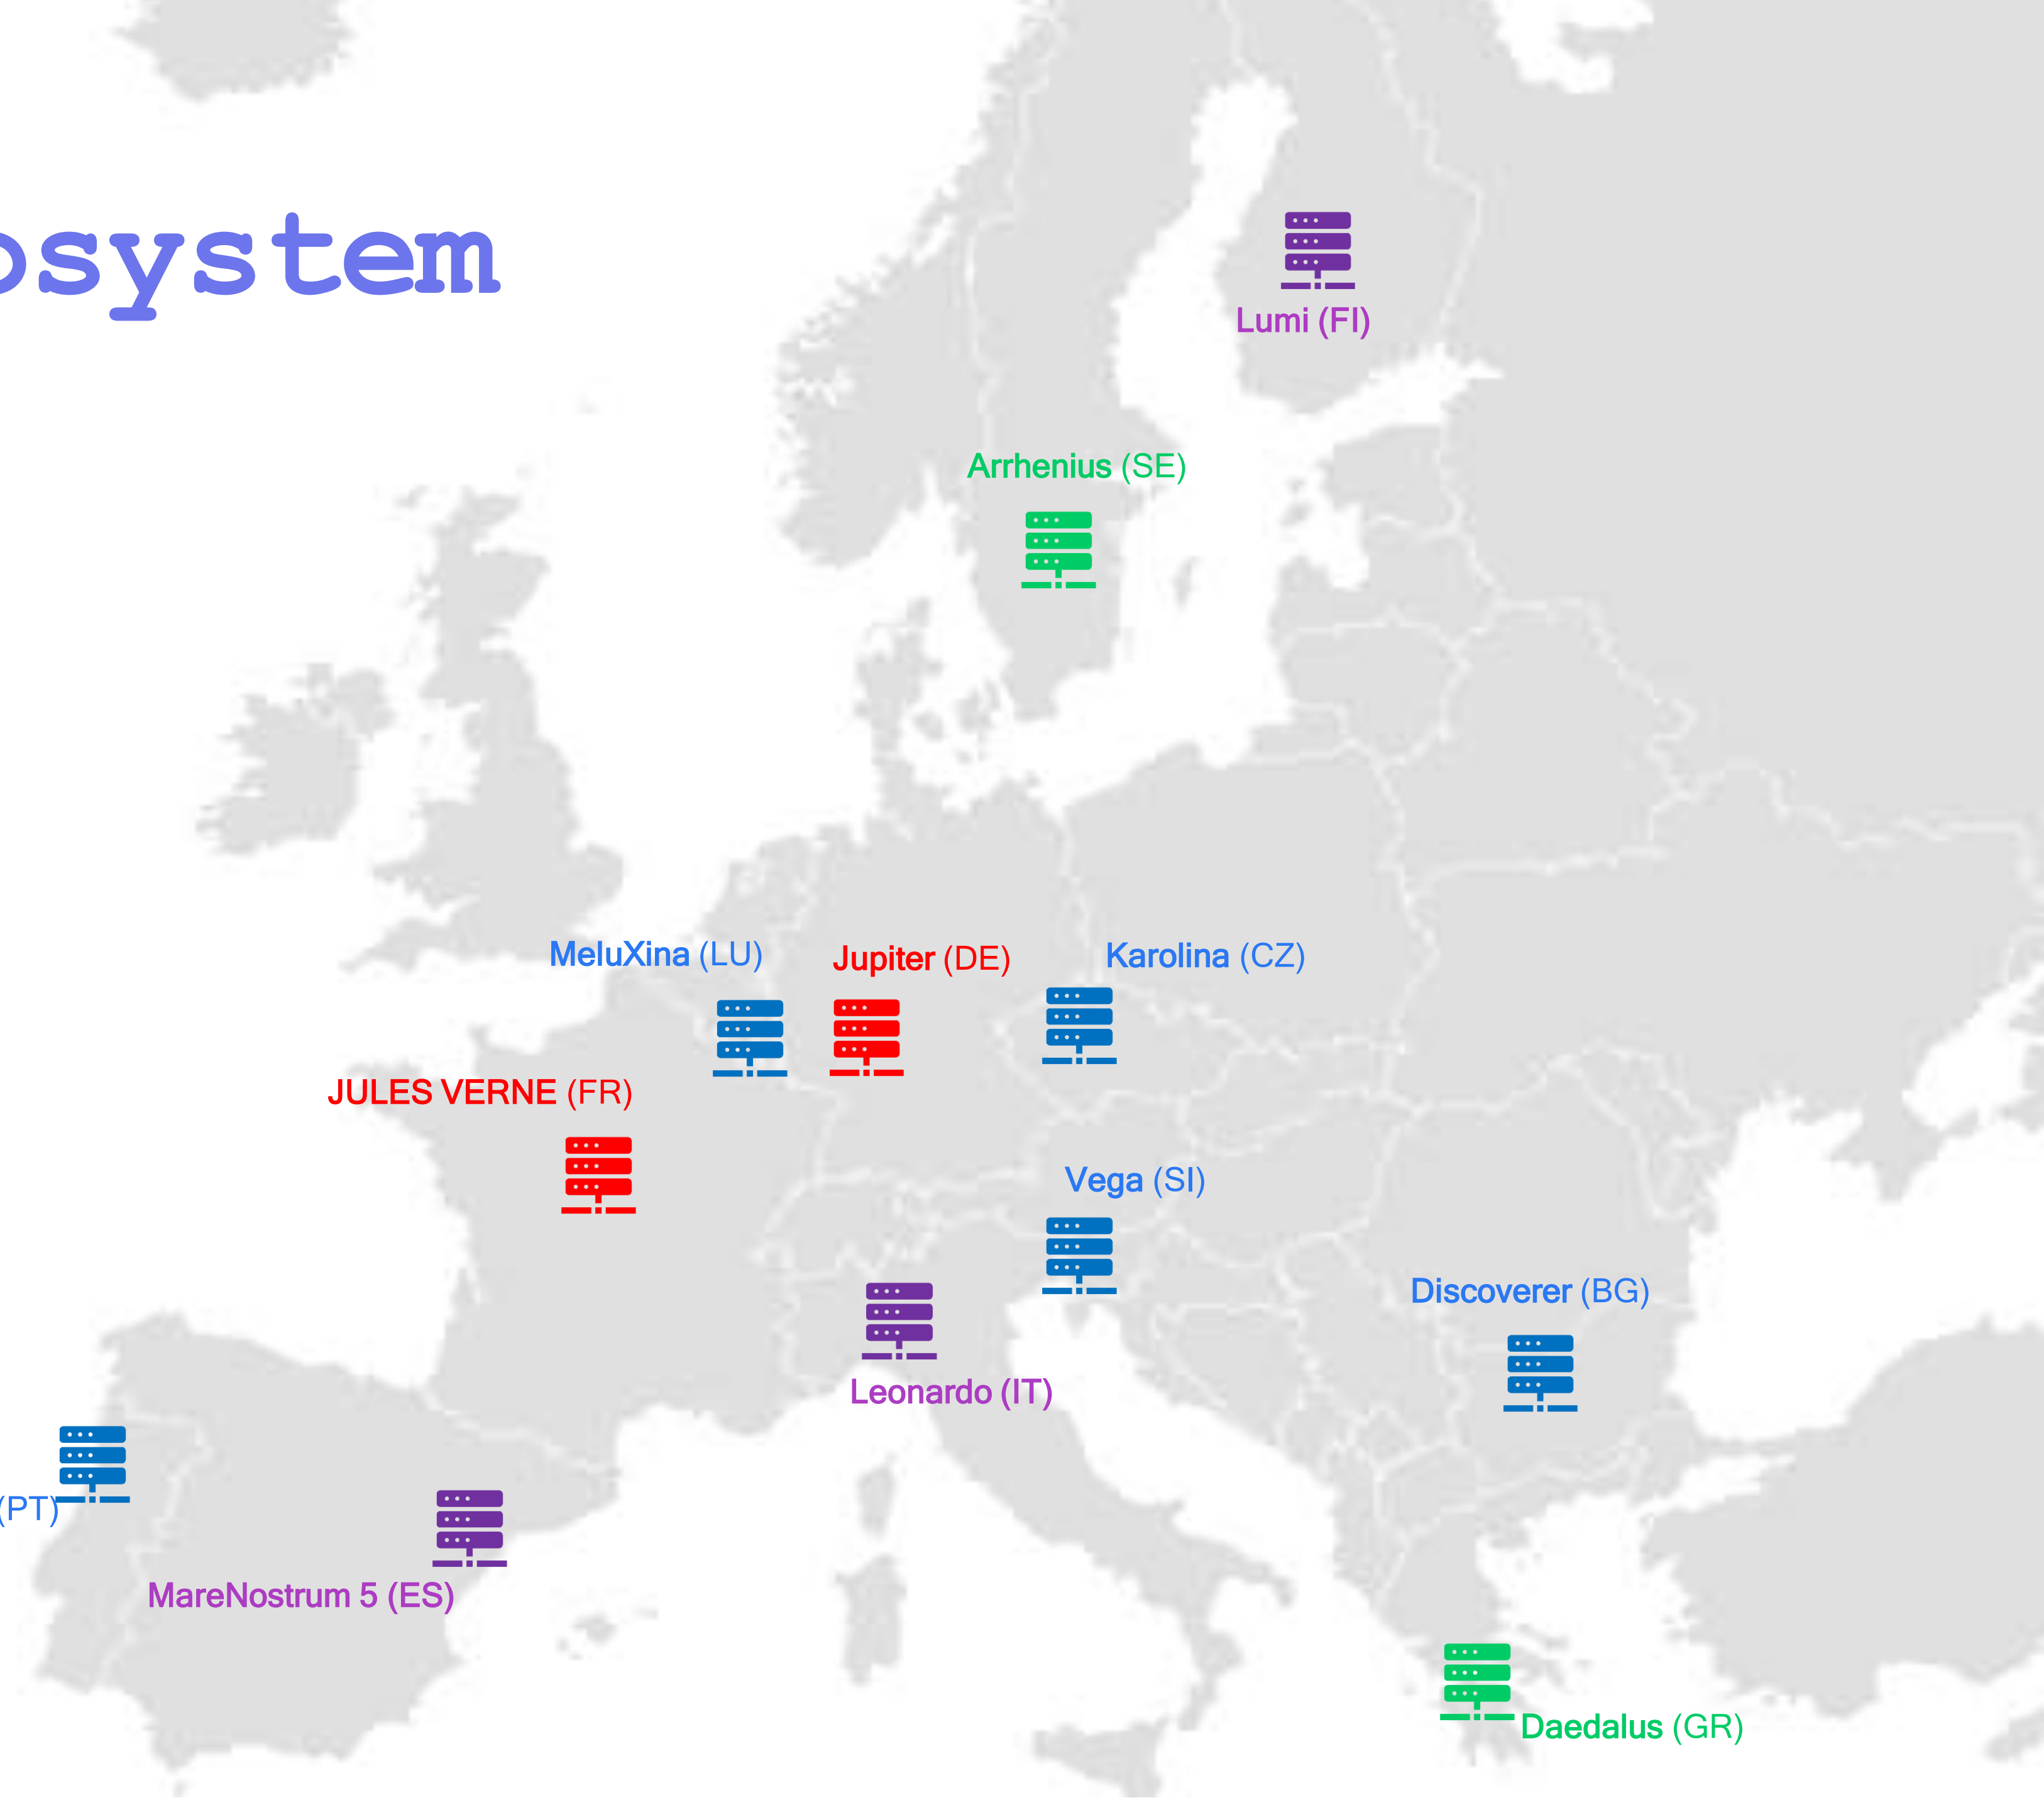 osystem
Lumi (FI)
Arrhenius (SE)
MeluXina (LU)
Jupiter (DE)
Karolina (CZ)
JULES VERNE (FR)
Vega (SI)
Discoverer (BG)
Leonardo (IT)
(PT)
MareNostrum 5 (ES)
Daedalus (GR)